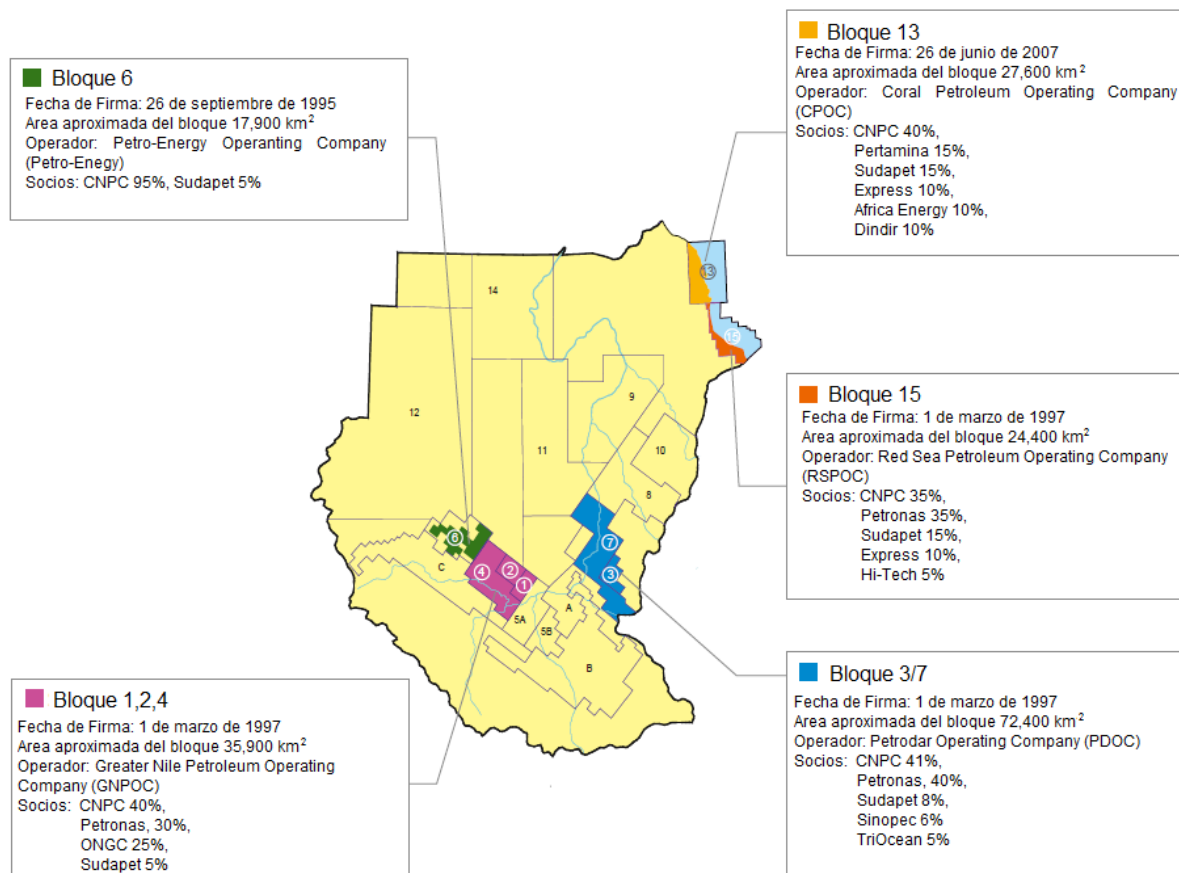 Bloque 6
Fecha de Firma: 26 de septiembre de 1995
Area aproximada del bloque 17,900 km²
Operador: Petro-Energy Operanting Company
(Petro-Enegy)
Socios: CNPC 95%, Sudapet 5%
Bloque 13
Fecha de Firma: 26 de junio de 2007
Area aproximada del bloque 27,600 km²
Operador: Coral Petroleum Operating Company
(CPOC)
Socios: CNPC 40%,
Pertamina 15%,
Sudapet 15%,
Express 10%,
Africa Energy 10%,
Dindir 10%
13
14
15
12
9
11
10
8
7
6
C
4
2
1
3
A
5A
5B
B
Bloque 15
Fecha de Firma: 1 de marzo de 1997
Area aproximada del bloque 24,400 km²
Operador: Red Sea Petroleum Operating Company
(RSPOC)
Socios: CNPC 35%,
Petronas 35%,
Sudapet 15%,
Express 10%,
Hi-Tech 5%
Bloque 1,2,4
Fecha de Firma: 1 de marzo de 1997
Area aproximada del bloque 35,900 km²
Operador: Greater Nile Petroleum Operating
Company (GNPOC)
Socios: CNPC 40%,
Petronas, 30%,
ONGC 25%,
Sudapet 5%
Bloque 3/7
Fecha de Firma: 1 de marzo de 1997
Area aproximada del bloque 72,400 km²
Operador: Petrodar Operating Company (PDOC)
Socios: CNPC 41%,
Petronas, 40%,
Sudapet 8%,
Sinopec 6%
TriOcean 5%